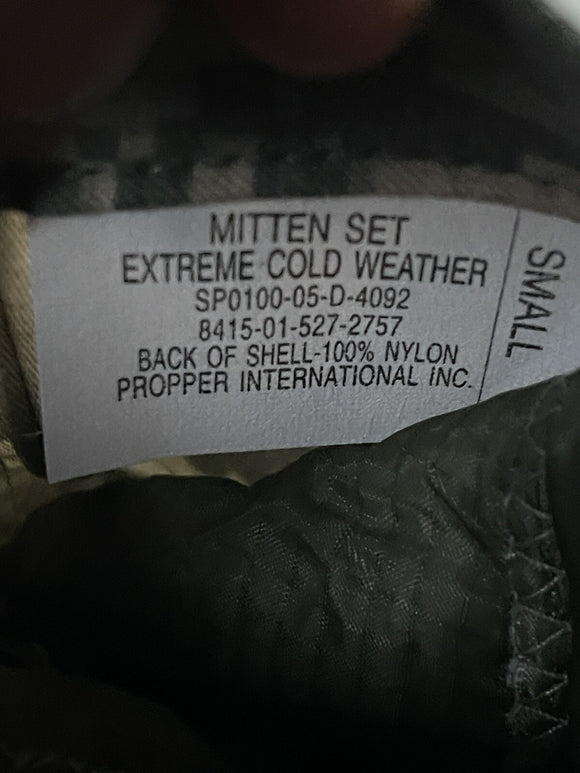 MITTEN SET
EXTREME COLD WEATHER
SP0100-05-D-4092
8415-01-527-2757
BACK OF SHELL-100% NYLON
PROPPER INTERNATIONAL INC.
SMALL